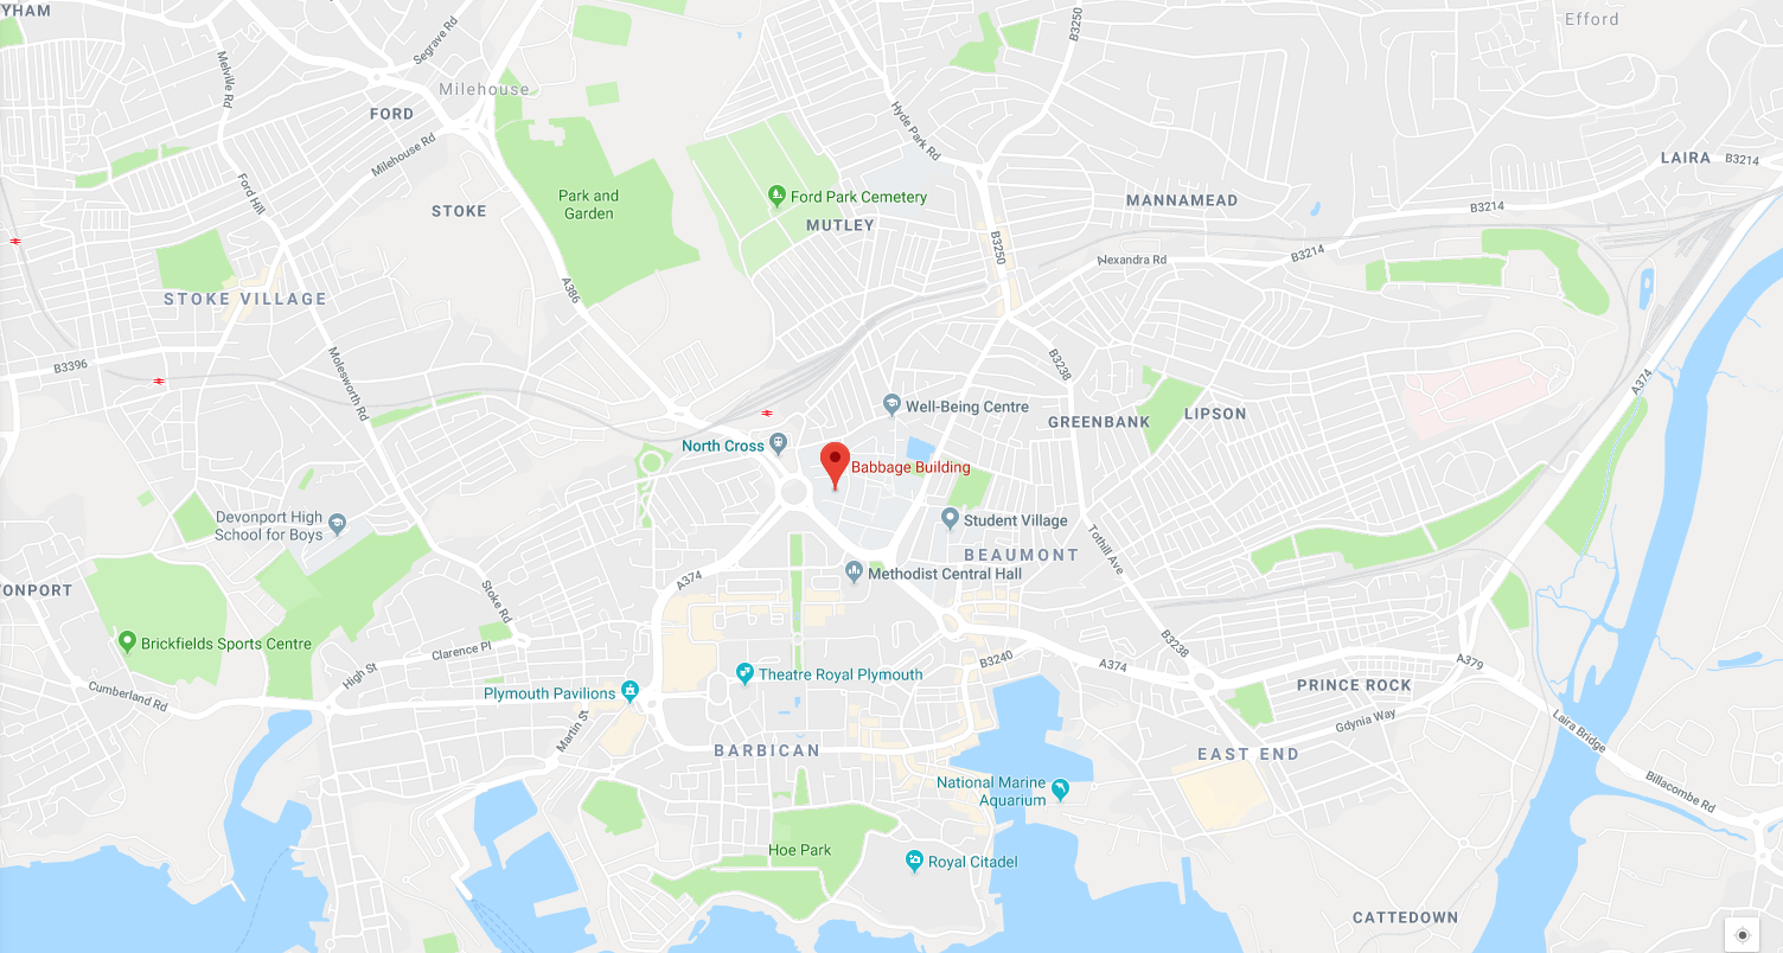 YHAM
Segrave Rd
B3250
Efford
Melville Rd
Milehouse
FORD
Hyde Park Rd
Milehouse Rd
LAIRA
B3214
Ford Hill
Park and
Garden
Ford Park Cemetery
MANNAMEAD
STOKE
B3214
MUTLEY
B3250
B3214
Alexandra Rd
A386
STOKE VILLAGE
B3396
Molesworth Rd
B3238
A374
Well-Being Centre
GREENBANK
LIPSON
North Cross
Babbage Building
Devonport High
School for Boys
Student Village
Tothill Ave
BEAUMONT
Methodist Central Hall
A374
ONPORT
Stoke Rd
Brickfields Sports Centre
Clarence Pl
B3238
B3240
A374
A379
High St
Theatre Royal Plymouth
Plymouth Pavilions
PRINCE ROCK
Cumberland Rd
Gdynia Way
Martin St
Laira Bridge
BARBICAN
EAST END
National Marine
Aquarium
Billacombe Rd
Hoe Park
Royal Citadel
CATTEDOWN